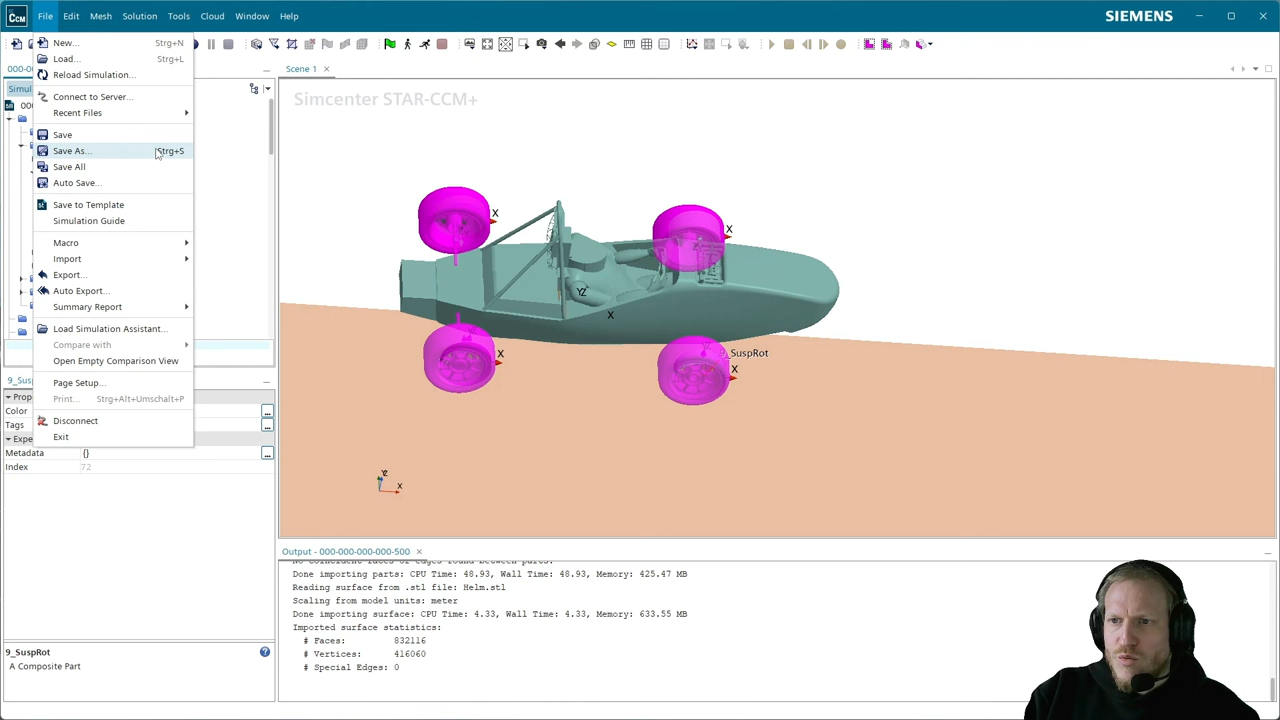 CCM File Edit Mesh Solution Tools Cloud Window Help SIEMENS
New... Strg+N
Load... Strg+L
Reload Simulation...
Connect to Server...
Recent Files
Save
Save As... Strg+S
Save All
Auto Save...
Save to Template
Simulation Guide
Macro
Import
Export...
Auto Export...
Summary Report
Load Simulation Assistant...
Compare with
Open Empty Comparison View
Page Setup...
Print... Strg+Alt+Umschalt+P
Disconnect
Exit
Color
Tags
Metadata {}
Index 72
9_SuspRot
A Composite Part
Scene 1
Simcenter STAR-CCM+
X
X
YZ
X
X
9_SuspRot
X
X
Output - 000-000-000-000-500
Done importing parts: CPU Time: 48.93, Wall Time: 48.93, Memory: 425.47 MB
Reading surface from .stl file: Helm.stl
Scaling from model units: meter
Done importing surface: CPU Time: 4.33, Wall Time: 4.33, Memory: 633.55 MB
Imported surface statistics:
# Faces: 832116
# Vertices: 416060
# Special Edges: 0